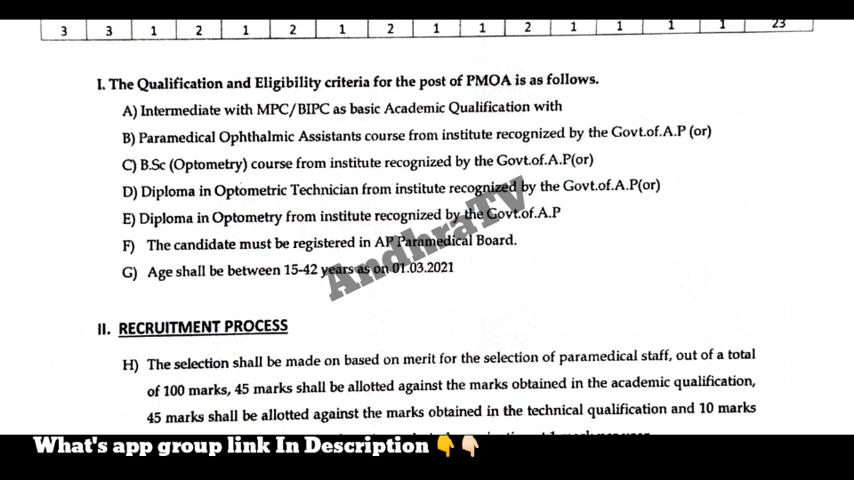 3 3 1 2 1 2 1 2 1 1 2 1 1 1 1 23
I. The Qualification and Eligibility criteria for the post of PMOA is as follows.
A) Intermediate with MPC/BIPC as basic Academic Qualification with
B) Paramedical Ophthalmic Assistants course from institute recognized by the Govt.of.A.P (or)
C) B.Sc (Optometry) course from institute recognized by the Govt.of.A.P(or)
D) Diploma in Optometric Technician from institute recognized by the Govt.of.A.P(or)
E) Diploma in Optometry from institute recognized by the Govt.of.A.P
F) The candidate must be registered in AP Paramedical Board.
G) Age shall be between 15-42 years as on 01.03.2021
AndhraTv
II. RECRUITMENT PROCESS
H) The selection shall be made on based on merit for the selection of paramedical staff, out of a total
of 100 marks, 45 marks shall be allotted against the marks obtained in the academic qualification,
45 marks shall be allotted against the marks obtained in the technical qualification and 10 marks
What's app group link In Description 👇👇🏻